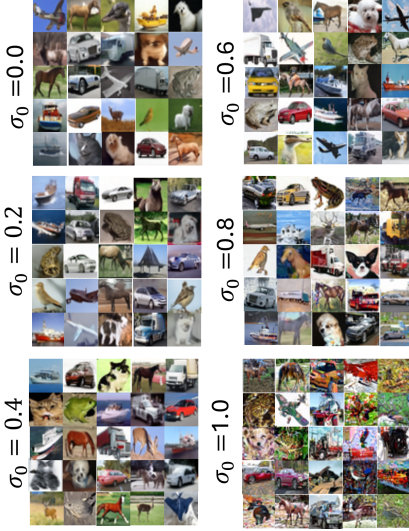 σ₀ =0.0
σ₀ =0.6
σ₀ = 0.2
σ₀ =0.8
σ₀ = 0.4
σ₀ =1.0